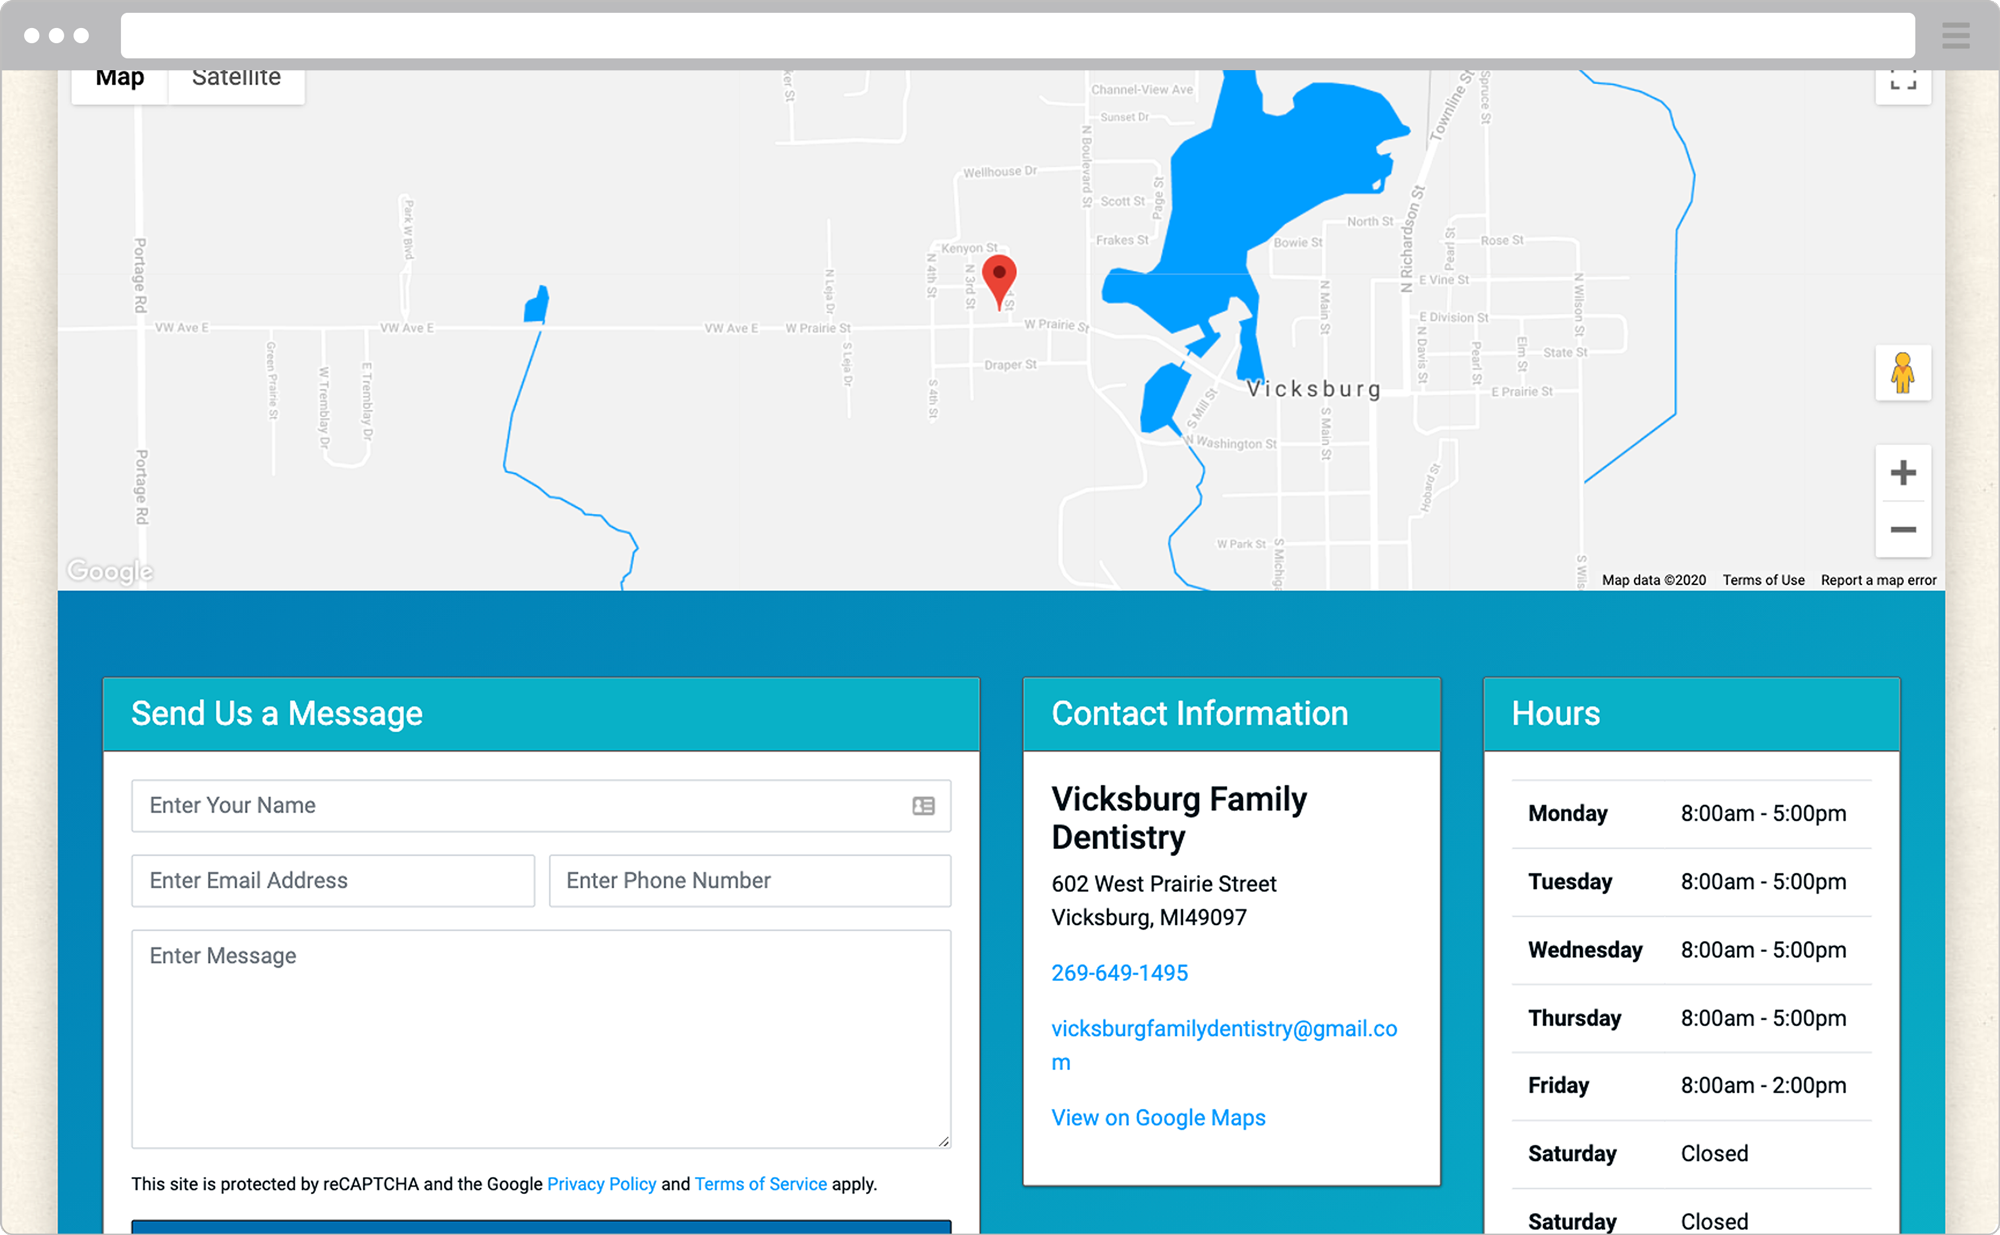 Map
Satellite
ker St
Channel-View Ave
Sunset Dr
N Boulevard St
Townline St
Spruce St
Wellhouse Dr
Scott St
Page St
Park W Blvd
Portage Rd
Kenyon St
Frakes St
Bowie St
North St
N Richardson St
Pearl St
Rose St
N 4th St
N 3rd St
d St
N Leja Dr
E Vine St
N Main St
N Wilson St
VW Ave E
VW Ave E
VW Ave E
W Prairie St
W Prairie St
E Division St
N Davis St
Pearl St
Elm St
State St
Green Prairie St
W Tremblay Dr
E Tremblay Dr
S Leja Dr
Draper St
S 4th St
S Mill St
Vicksburg
E Prairie St
S Main St
N Washington St
Portage Rd
Hobard St
W Park St
S Michiga
S Wils
Google
Map data ©2020
Terms of Use
Report a map error
Send Us a Message
Enter Your Name
Enter Email Address
Enter Phone Number
Enter Message
This site is protected by reCAPTCHA and the Google Privacy Policy and Terms of Service apply.
Contact Information
Vicksburg Family
Dentistry
602 West Prairie Street
Vicksburg, MI49097
269-649-1495
vicksburgfamilydentistry@gmail.co
m
View on Google Maps
Hours
Monday 8:00am - 5:00pm
Tuesday 8:00am - 5:00pm
Wednesday 8:00am - 5:00pm
Thursday 8:00am - 5:00pm
Friday 8:00am - 2:00pm
Saturday Closed
Saturday Closed